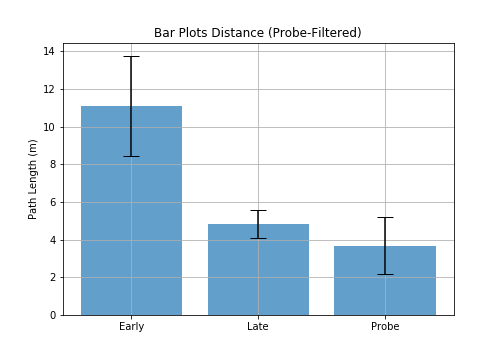 Bar Plots Distance (Probe-Filtered)
14
12
10
8
6
4
2
0
Path Length (m)
Early
Late
Probe